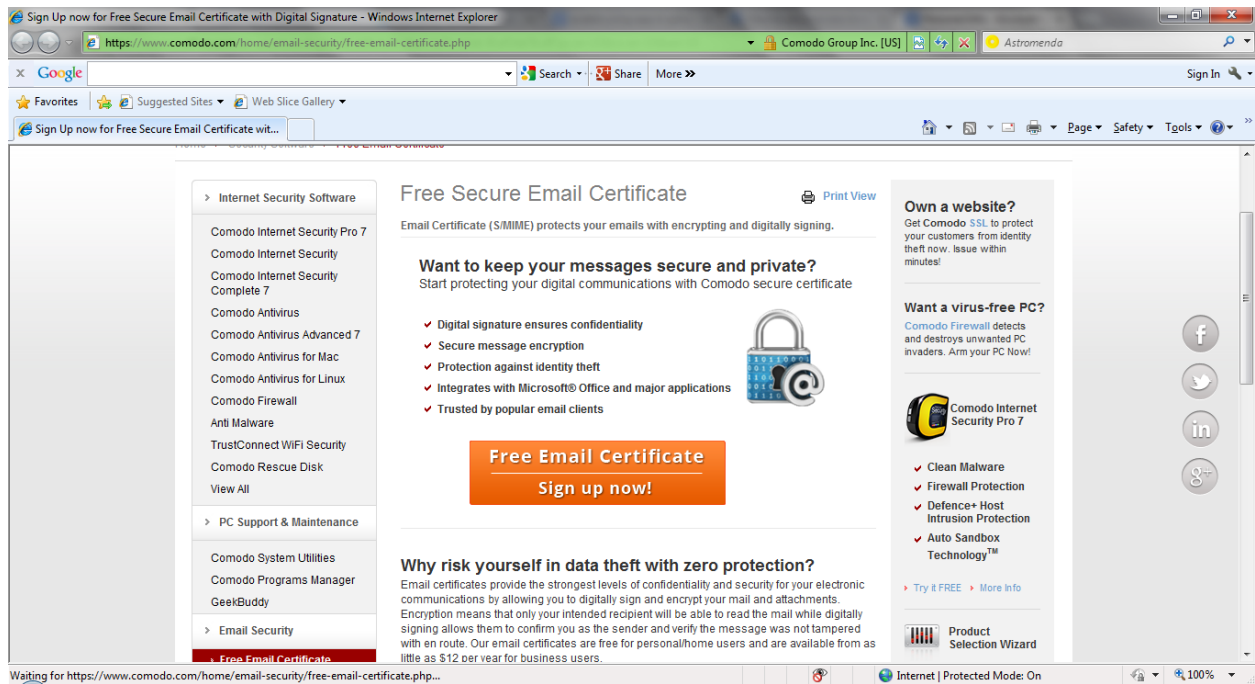 Sign Up now for Free Secure Email Certificate with Digital Signature - Windows Internet Explorer
https://www.comodo.com/home/email-security/free-email-certificate.php
Comodo Group Inc. [US]
Astromenda
x Google
Search
Share
More »
Sign In
Favorites
Suggested Sites
Web Slice Gallery
Sign Up now for Free Secure Email Certificate wit...
Page
Safety
Tools
»
Home > Security Software > Free Email Certificate
> Internet Security Software
Comodo Internet Security Pro 7
Comodo Internet Security
Comodo Internet Security
Complete 7
Comodo Antivirus
Comodo Antivirus Advanced 7
Comodo Antivirus for Mac
Comodo Antivirus for Linux
Comodo Firewall
Anti Malware
TrustConnect WiFi Security
Comodo Rescue Disk
View All
> PC Support & Maintenance
Comodo System Utilities
Comodo Programs Manager
GeekBuddy
> Email Security
> Free Email Certificate
Free Secure Email Certificate
Print View
Email Certificate (S/MIME) protects your emails with encrypting and digitally signing.
Want to keep your messages secure and private?
Start protecting your digital communications with Comodo secure certificate
Digital signature ensures confidentiality
Secure message encryption
Protection against identity theft
Integrates with Microsoft® Office and major applications
Trusted by popular email clients
Free Email Certificate
Sign up now!
Why risk yourself in data theft with zero protection?
Email certificates provide the strongest levels of confidentiality and security for your electronic
communications by allowing you to digitally sign and encrypt your mail and attachments.
Encryption means that only your intended recipient will be able to read the mail while digitally
signing allows them to confirm you as the sender and verify the message was not tampered
with en route. Our email certificates are free for personal/home users and are available from as
little as $12 per year for business users.
Own a website?
Get Comodo SSL to protect
your customers from identity
theft now. Issue within
minutes!
Want a virus-free PC?
Comodo Firewall detects
and destroys unwanted PC
invaders. Arm your PC Now!
Comodo Internet
Security Pro 7
Clean Malware
Firewall Protection
Defence+ Host
Intrusion Protection
Auto Sandbox
Technology™
Try it FREE
More Info
Product
Selection Wizard
f
in
g+
Waiting for https://www.comodo.com/home/email-security/free-email-certificate.php...
Internet | Protected Mode: On
100%